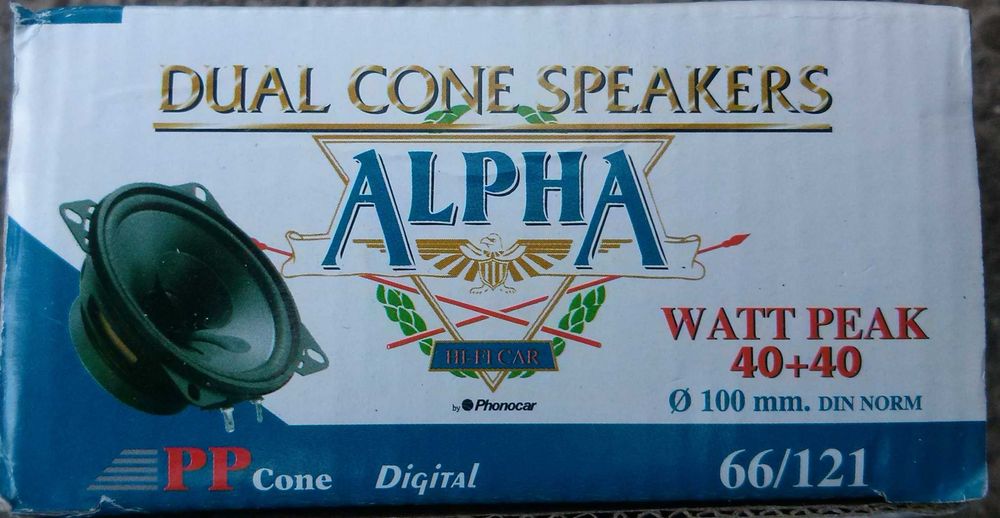 DUAL CONE SPEAKERS
ALPHA
HI-FI CAR
by Phonocar
WATT PEAK
40+40
Ø 100 mm. DIN NORM
PP Cone Digital 66/121